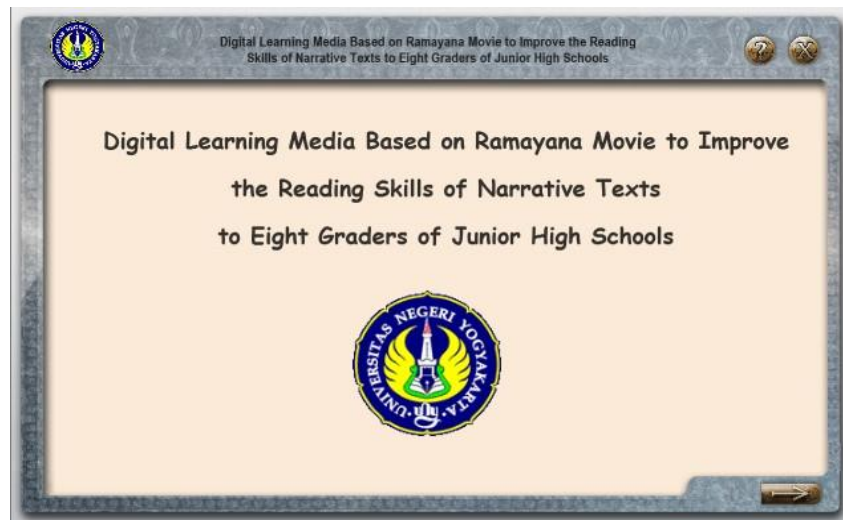 Digital Learning Media Based on Ramayana Movie to Improve the Reading
Skills of Narrative Texts to Eight Graders of Junior High Schools
?
X
Digital Learning Media Based on Ramayana Movie to Improve
the Reading Skills of Narrative Texts
to Eight Graders of Junior High Schools
UNIVERSITAS NEGERI YOGYAKARTA